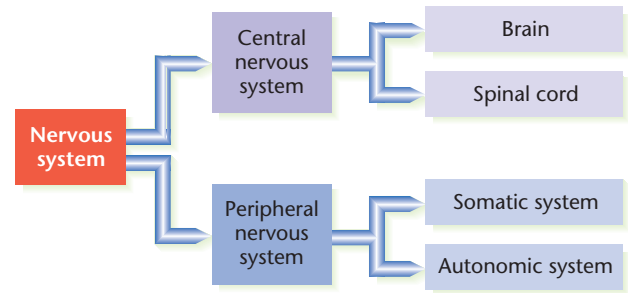 Nervous
system
Central
nervous
system
Brain
Spinal cord
Peripheral
nervous
system
Somatic system
Autonomic system